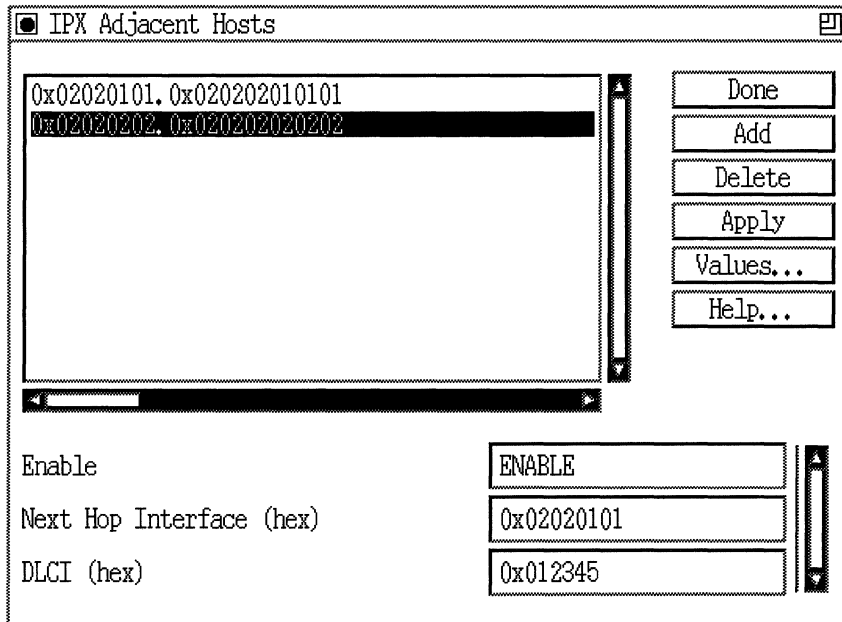 IPX Adjacent Hosts
0x02020101.0x020202010101
0x02020202.0x020202020202
Done
Add
Delete
Apply
Values...
Help...
Enable
ENABLE
Next Hop Interface (hex)
0x02020101
DLCI (hex)
0x012345